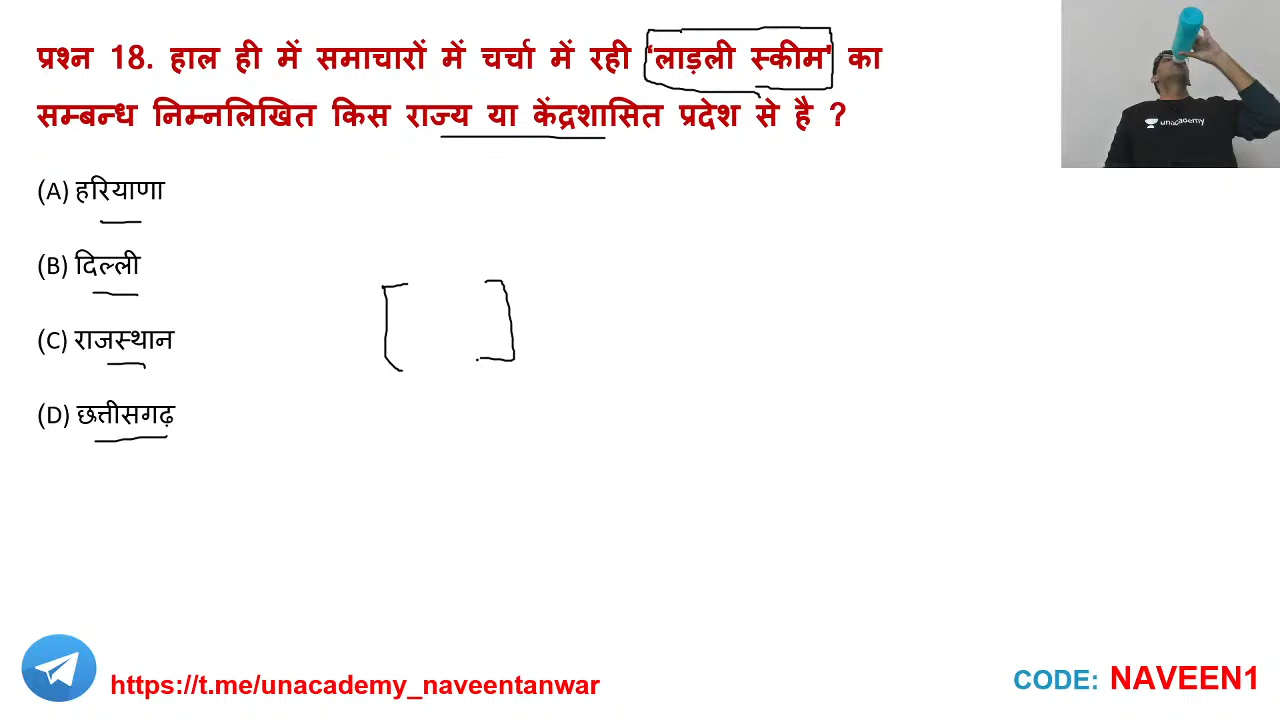 प्रश्न 18. हाल ही में समाचारों में चर्चा में रही 'लाड़ली स्कीम' का
सम्बन्ध निम्नलिखित किस राज्य या केंद्रशासित प्रदेश से है ?
(A) हरियाणा
(B) दिल्ली
(C) राजस्थान
(D) छत्तीसगढ़
unacademy
https://t.me/unacademy_naveentanwar
CODE: NAVEEN1